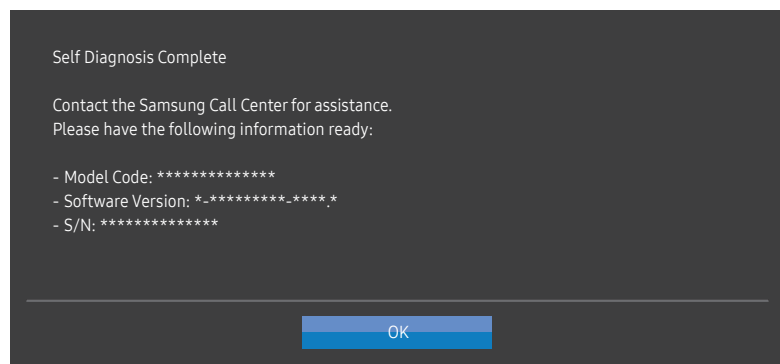 Self Diagnosis Complete
Contact the Samsung Call Center for assistance.
Please have the following information ready:
- Model Code: **************
- Software Version: *-*********-****.*
- S/N: **************
OK